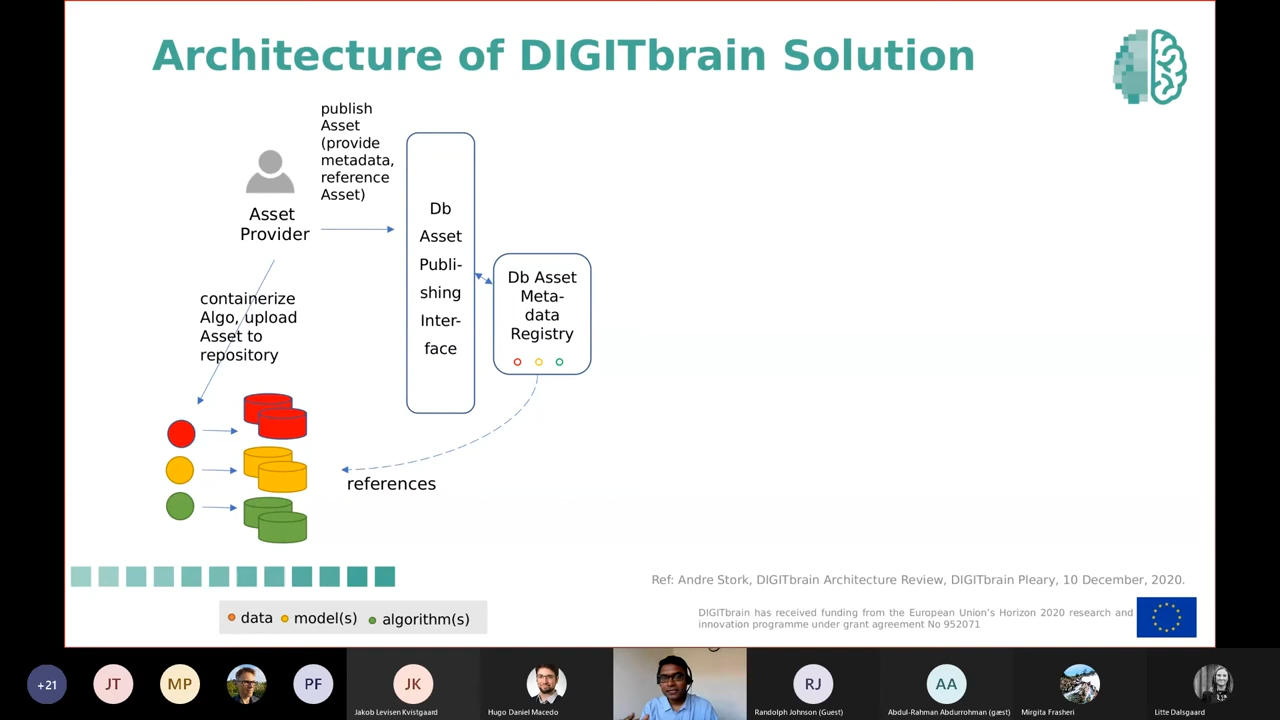 Architecture of DIGITbrain Solution
publish
Asset
(provide
metadata,
reference
Asset)
Asset
Provider
Db
Asset
Publi-
shing
Inter-
face
Db Asset
Meta-
data
Registry
containerize
Algo, upload
Asset to
repository
references
Ref: Andre Stork, DIGITbrain Architecture Review, DIGITbrain Pleary, 10 December, 2020.
data model(s) algorithm(s)
DIGITbrain has received funding from the European Union's Horizon 2020 research and
innovation programme under grant agreement No 952071
+21
JT
MP
PF
JK
RJ
AA
Jakob Levisen Kvistgaard
Hugo Daniel Macedo
Randolph Johnson (Guest)
Abdul-Rahman Abdurrohman (gæst)
Mirgita Frasheri
Litte Dalsgaard